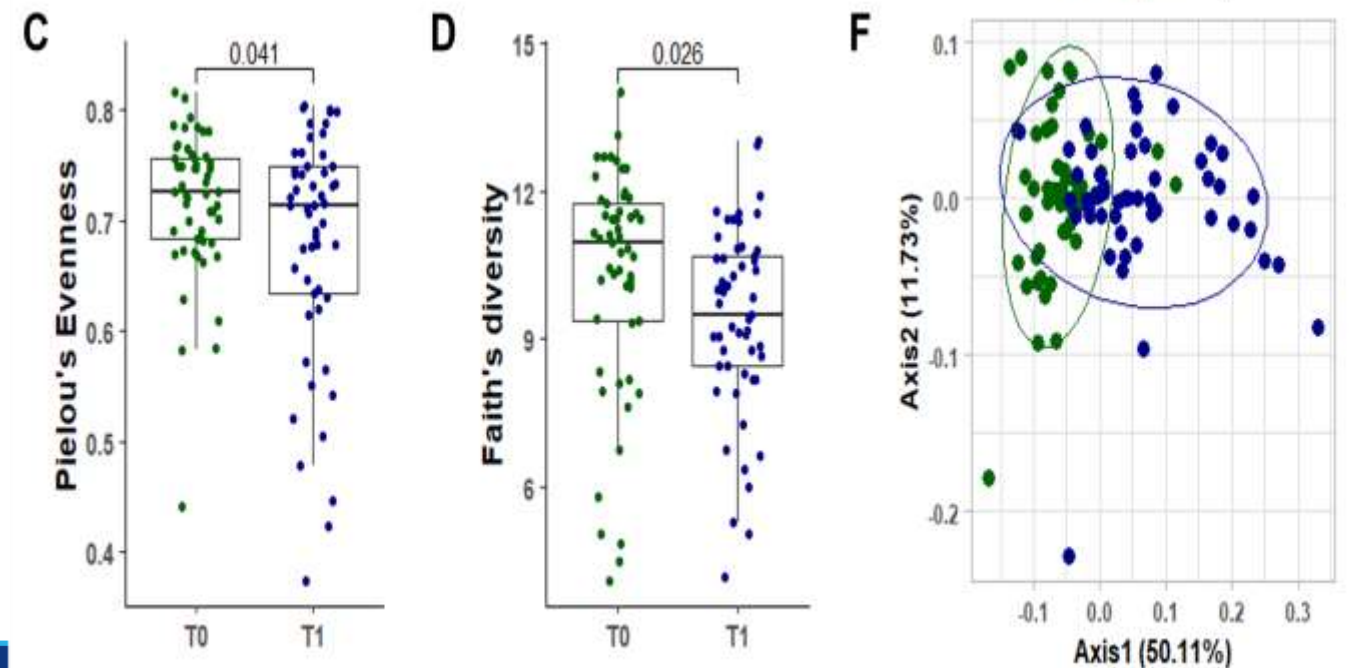 C
0.041
Pielou's Evenness
0.8
0.7
0.6
0.5
0.4
T0 T1
D
0.026
Faith's diversity
15
12
9
6
T0 T1
F
Axis2 (11.73%)
0.1
0.0
-0.1
-0.2
-0.1 0.0 0.1 0.2 0.3
Axis1 (50.11%)